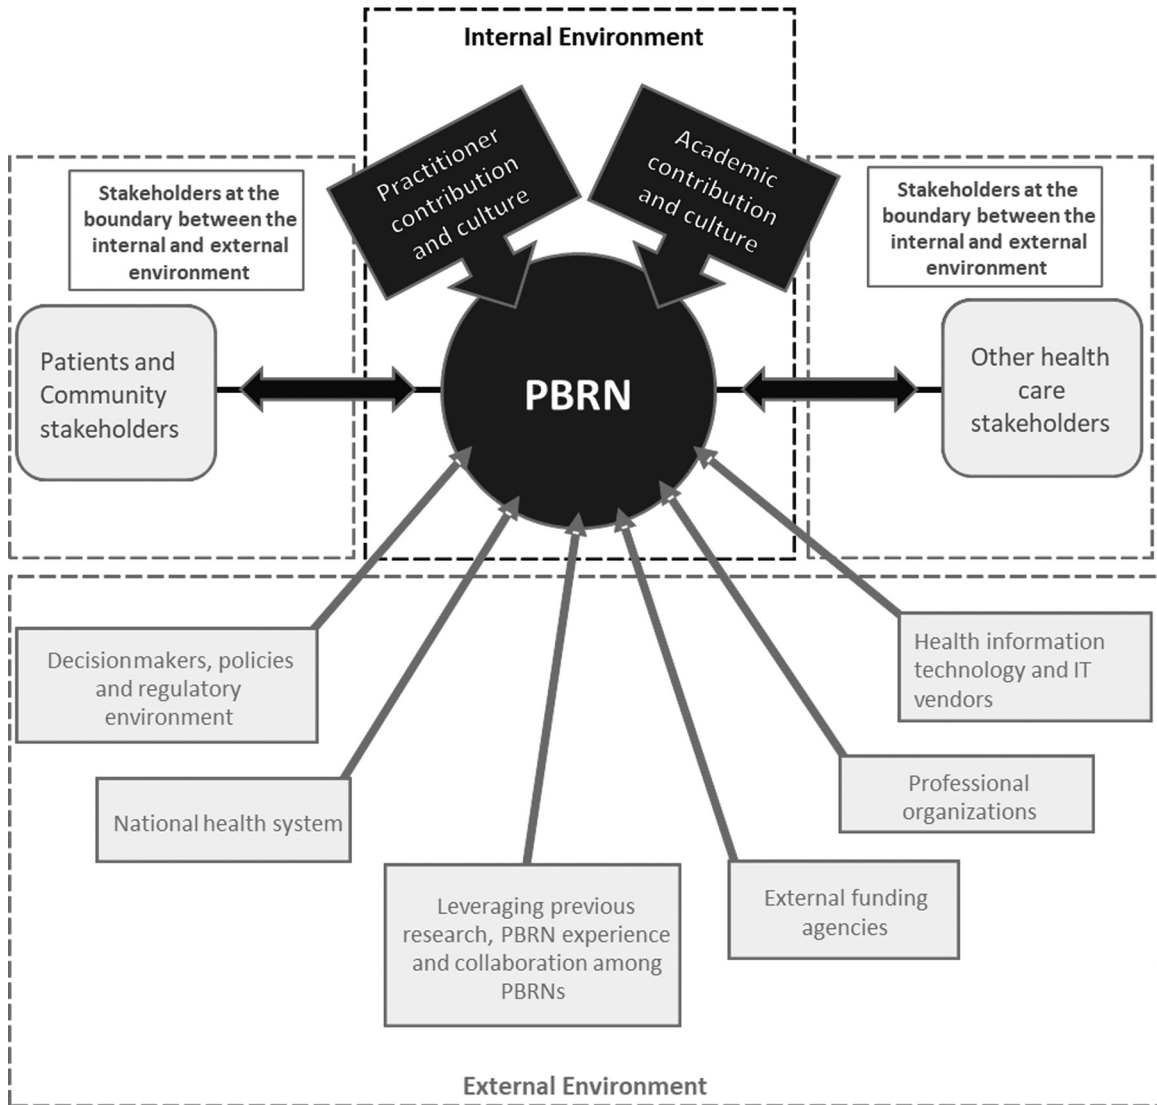 Internal Environment
Practitioner
contribution
and culture
Academic
contribution
and culture
Stakeholders at the
boundary between the
internal and external
environment
Stakeholders at the
boundary between the
internal and external
environment
Patients and
Community
stakeholders
PBRN
Other health
care
stakeholders
Decision makers, policies
and regulatory
environment
Health information
technology and IT
vendors
National health system
Professional
organizations
Leveraging previous
research, PBRN experience
and collaboration among
PBRNs
External funding
agencies
External Environment